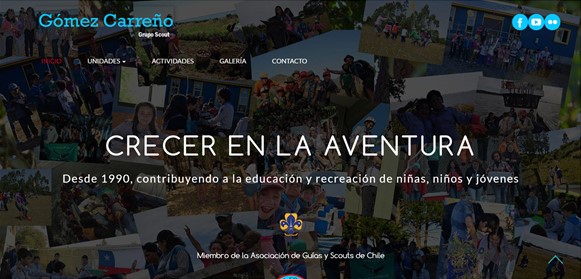 Gómez Carreño
Grupo Scout
INICIO UNIDADES ACTIVIDADES GALERÍA CONTACTO
CRECER EN LA AVENTURA
Desde 1990, contribuyendo a la educación y recreación de niñas, niños y jóvenes
Miembro de la Asociación de Guías y Scouts de Chile